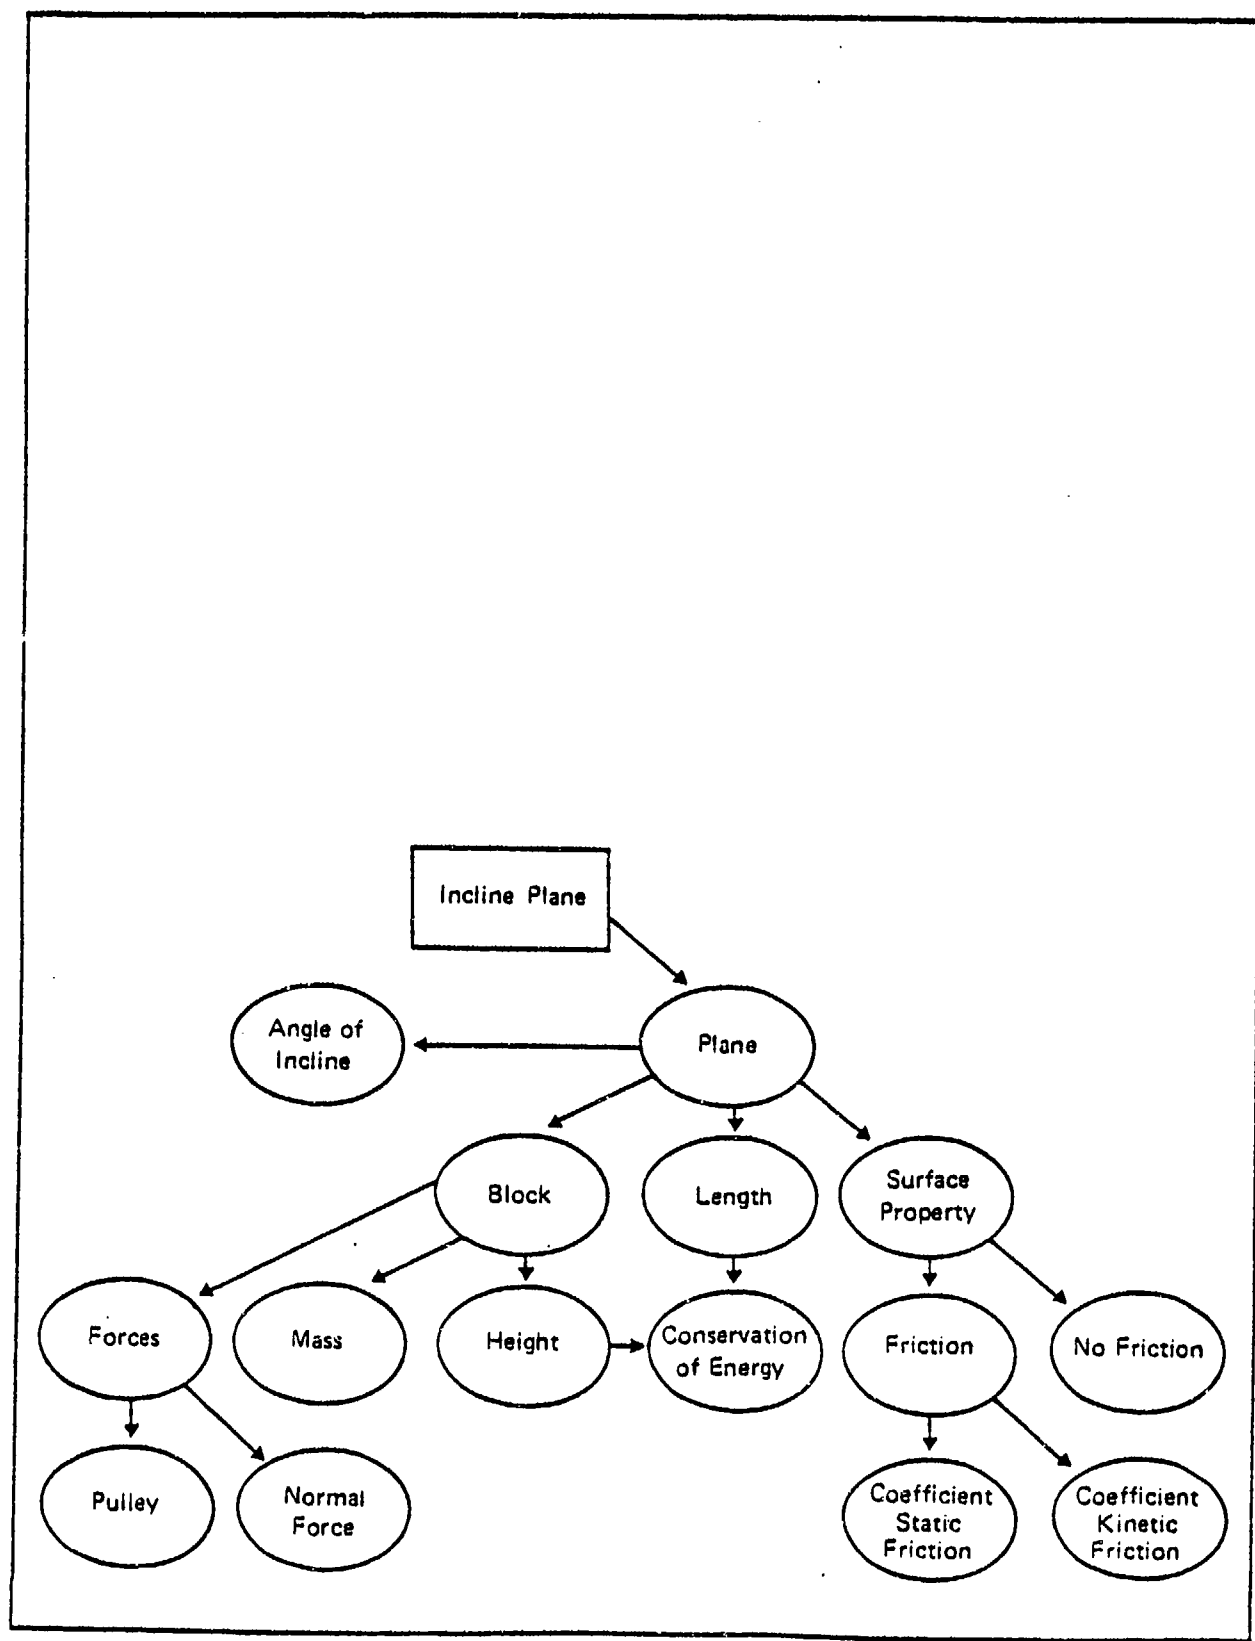 Incline Plane
Angle of
Incline
Plane
Block
Length
Surface
Property
Forces
Mass
Height
Conservation
of Energy
Friction
No Friction
Pulley
Normal
Force
Coefficient
Static
Friction
Coefficient
Kinetic
Friction